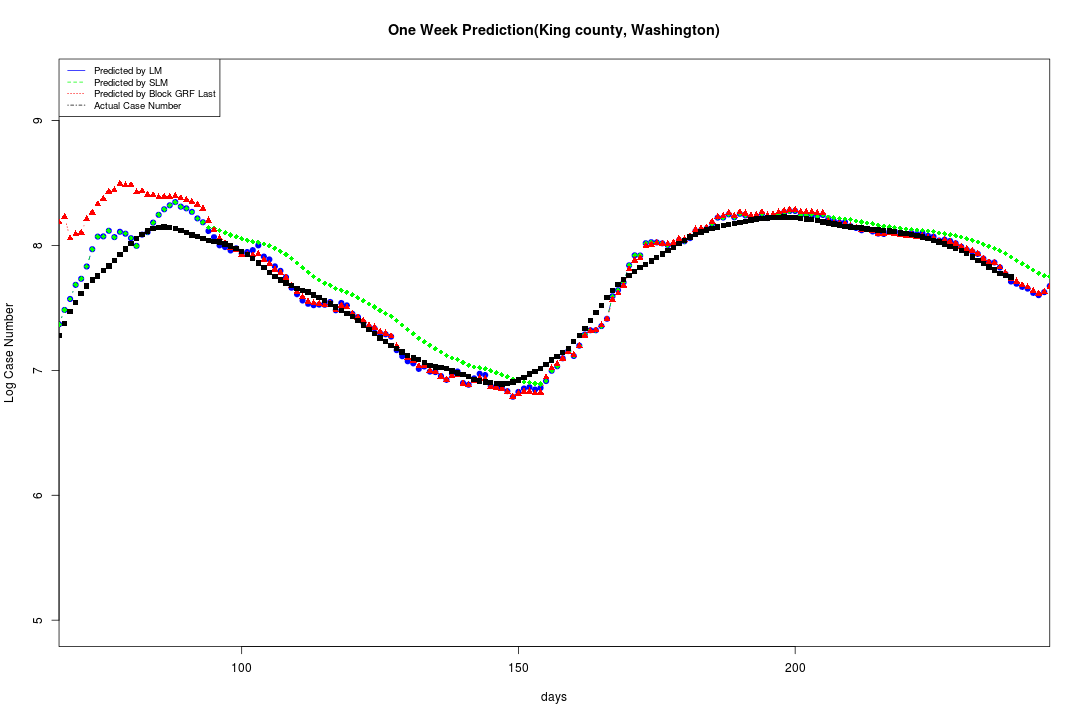 One Week Prediction(King county, Washington)
Predicted by LM
Predicted by SLM
Predicted by Block GRF Last
Actual Case Number
9
8
7
6
5
Log Case Number
100 150 200
days